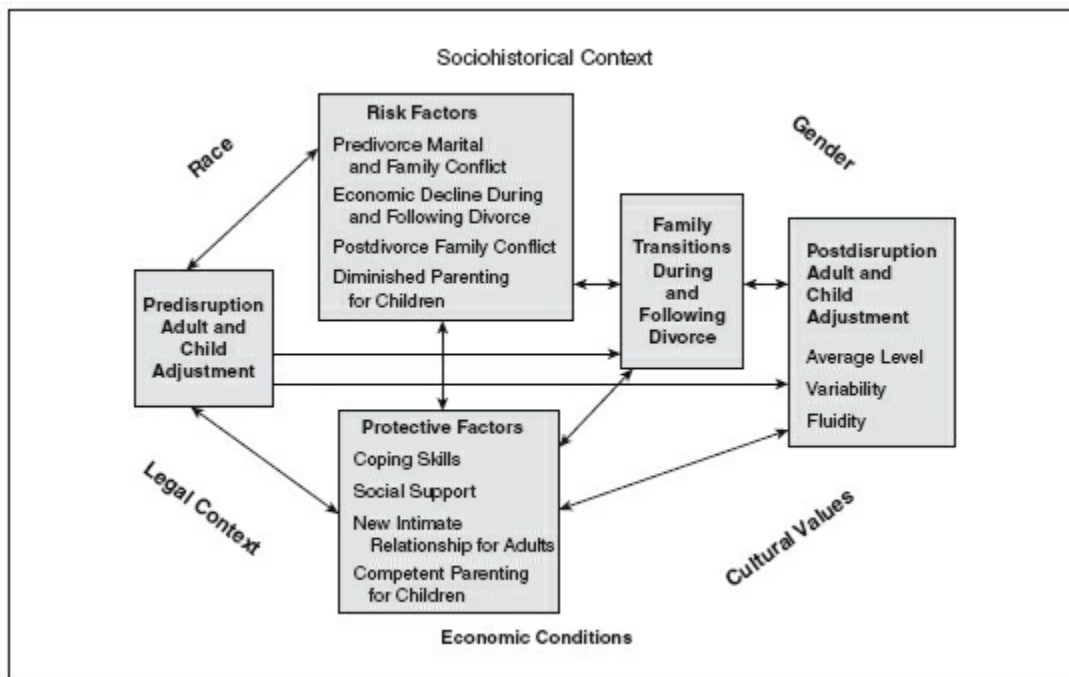 Sociohistorical Context
Race
Gender
Risk Factors
Predivorce Marital
and Family Conflict
Economic Decline During
and Following Divorce
Postdivorce Family Conflict
Diminished Parenting
for Children
Family
Transitions
During
and
Following
Divorce
Postdisruption
Adult and
Child
Adjustment
Average Level
Variability
Fluidity
Predisruption
Adult and
Child
Adjustment
Protective Factors
Coping Skills
Social Support
New Intimate
Relationship for Adults
Competent Parenting
for Children
Legal Context
Cultural Values
Economic Conditions